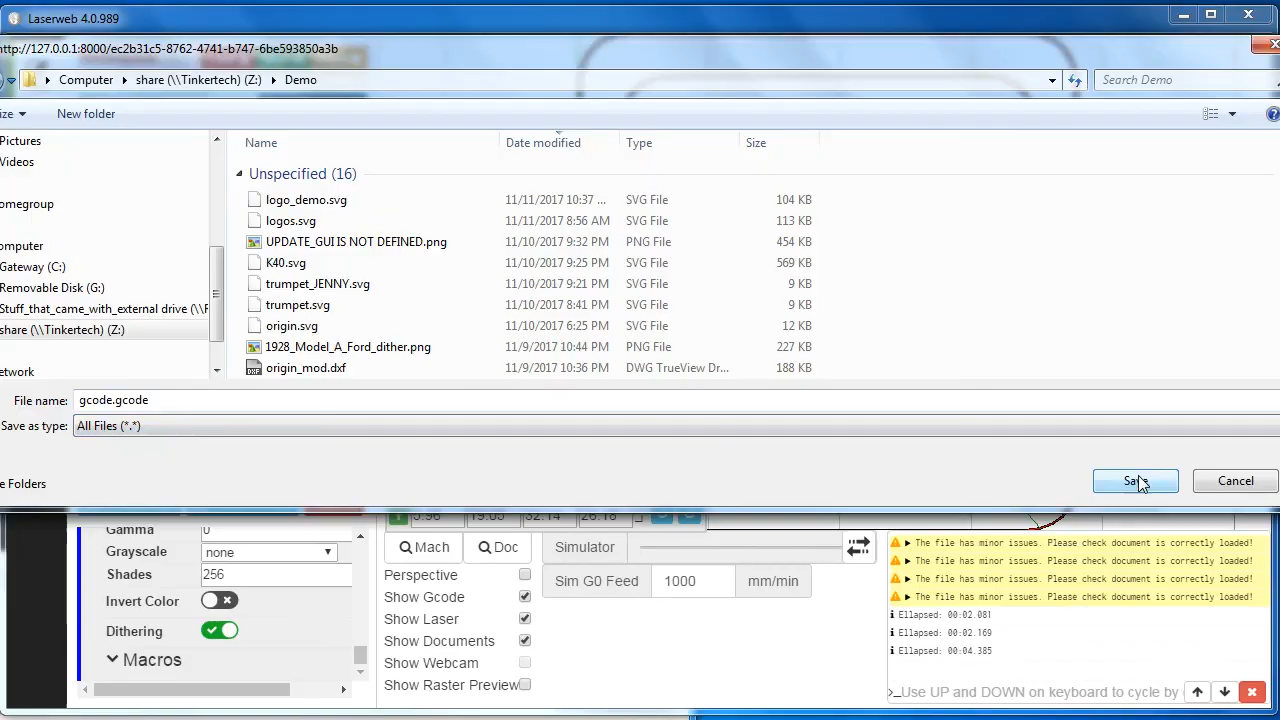 Laserweb 4.0.989
http://127.0.0.1:8000/ec2b31c5-8762-4741-b747-6be593850a3b
Computer share (\\Tinkertech) (Z:) Demo
Search Demo
New folder
Name Date modified Type Size
Pictures
Videos
omegroup
omputer
Gateway (C:)
Removable Disk (G:)
Stuff_that_came_with_external drive (\\F
share (\\Tinkertech) (Z:)
etwork
Unspecified (16)
logo_demo.svg 11/11/2017 10:37 ... SVG File 104 KB
logos.svg 11/11/2017 8:56 AM SVG File 113 KB
UPDATE_GUI IS NOT DEFINED.png 11/10/2017 9:32 PM PNG File 454 KB
K40.svg 11/10/2017 9:25 PM SVG File 569 KB
trumpet_JENNY.svg 11/10/2017 9:21 PM SVG File 9 KB
trumpet.svg 11/10/2017 8:41 PM SVG File 9 KB
origin.svg 11/10/2017 6:25 PM SVG File 12 KB
1928_Model_A_Ford_dither.png 11/9/2017 10:44 PM PNG File 227 KB
origin_mod.dxf 11/9/2017 10:36 PM DWG TrueView Dr... 188 KB
File name: gcode.gcode
Save as type: All Files (*.*)
e Folders
Save Cancel
Gamma 0
Grayscale none
Shades 256
Invert Color
Dithering
Macros
Mach Doc
Perspective
Show Gcode
Show Laser
Show Documents
Show Webcam
Show Raster Preview
Simulator
Sim G0 Feed 1000 mm/min
The file has minor issues. Please check document is correctly loaded!
The file has minor issues. Please check document is correctly loaded!
The file has minor issues. Please check document is correctly loaded!
The file has minor issues. Please check document is correctly loaded!
Ellapsed: 00:02.081
Ellapsed: 00:02.169
Ellapsed: 00:04.385
>_Use UP and DOWN on keyboard to cycle by